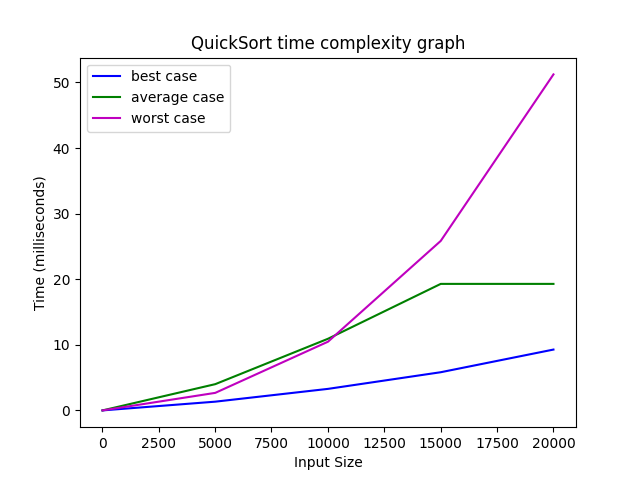 QuickSort time complexity graph
best case
average case
worst case
50
40
30
20
10
0
Time (milliseconds)
0 2500 5000 7500 10000 12500 15000 17500 20000
Input Size